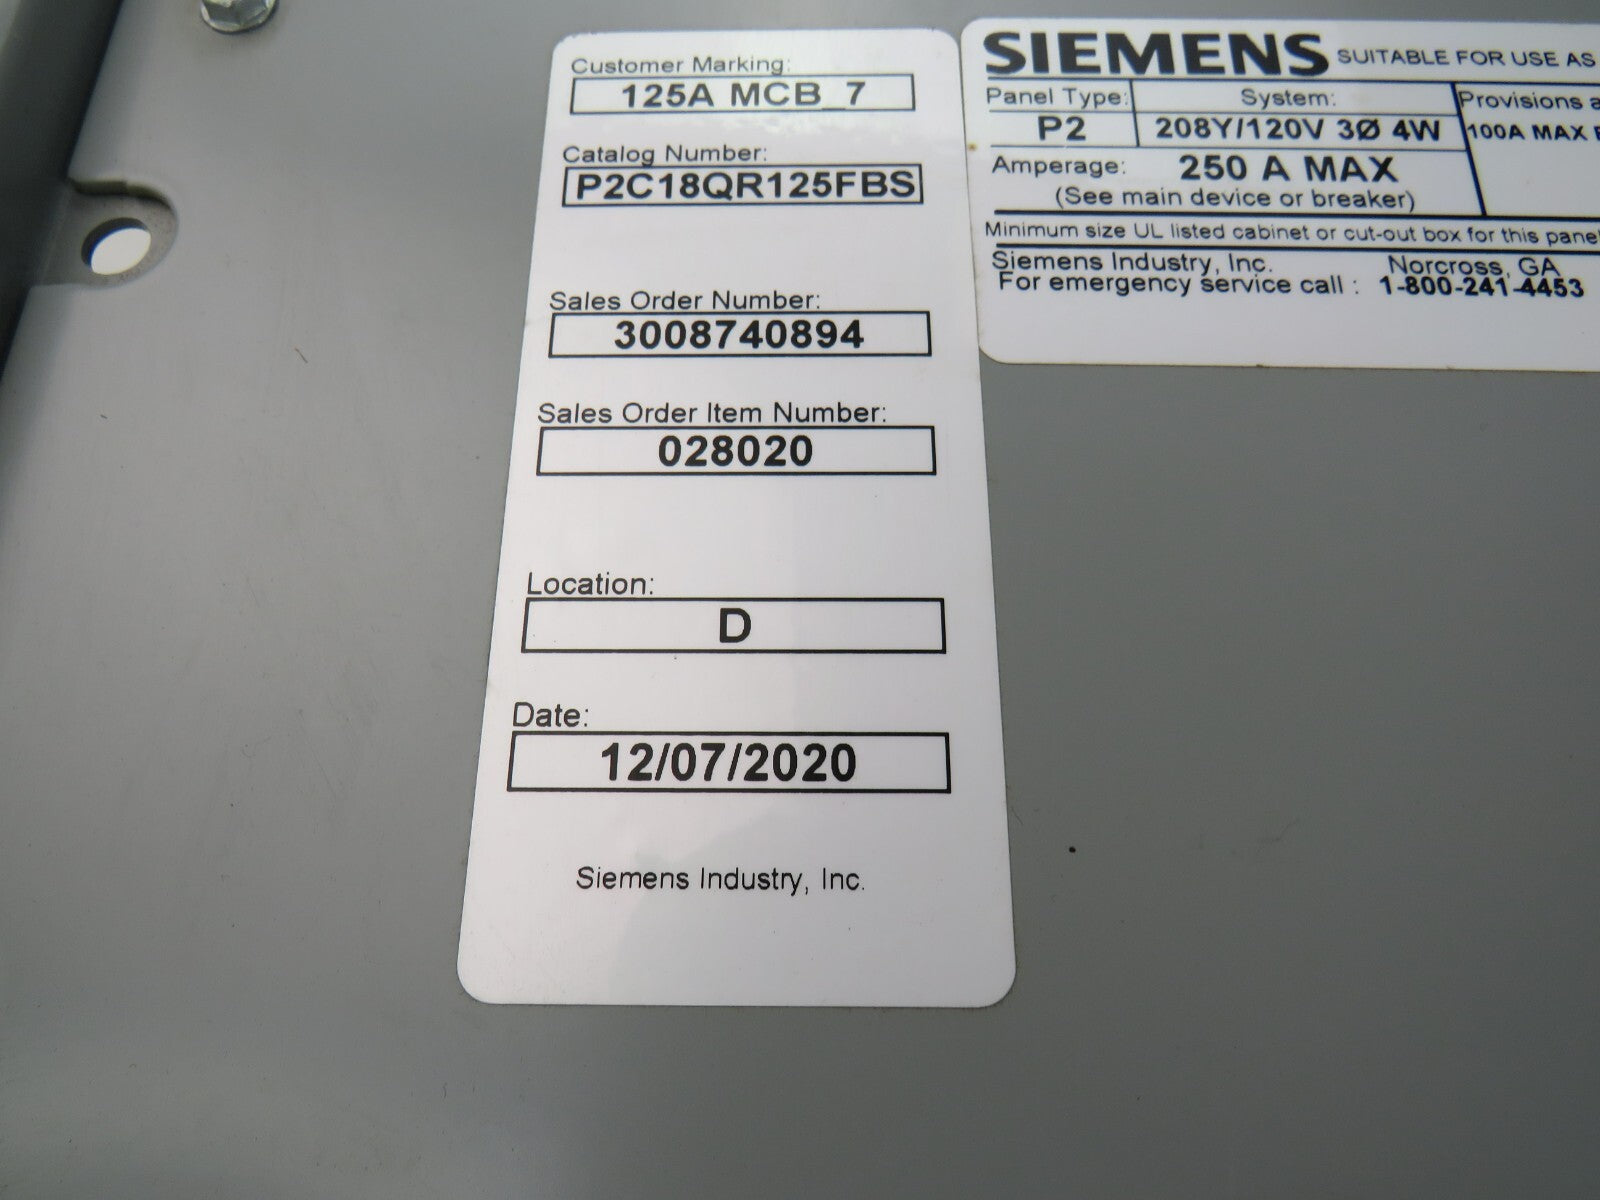 Customer Marking:
125A MCB_7
Catalog Number:
P2C18QR125FBS
Sales Order Number:
3008740894
Sales Order Item Number:
028020
Location:
D
Date:
12/07/2020
Siemens Industry, Inc.
SIEMENS SUITABLE FOR USE AS
Panel Type: System: Provisions
P2 208Y/120V 3Ø 4W 100A MAX
Amperage: 250 A MAX
(See main device or breaker)
Minimum size UL listed cabinet or cut-out box for this panel
Siemens Industry, Inc. Norcross, GA
For emergency service call : 1-800-241-4453